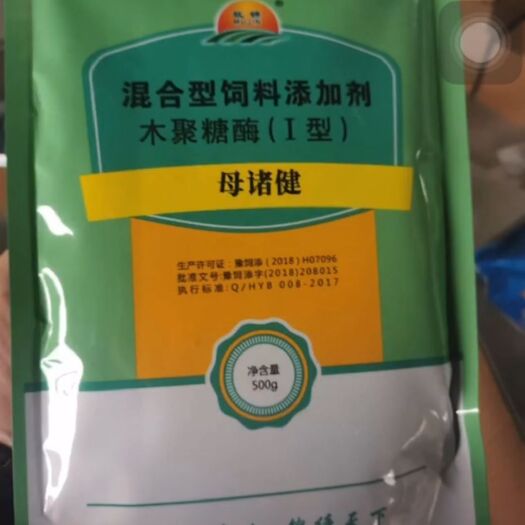 混合型饲料添加剂
木聚糖酶(I型)
母诸健
生产许可证：豫饲添(2018)H07096
批准文号:豫饲添字(2018)208015
执行标准:Q/HYB 008-2017
净含量
500g